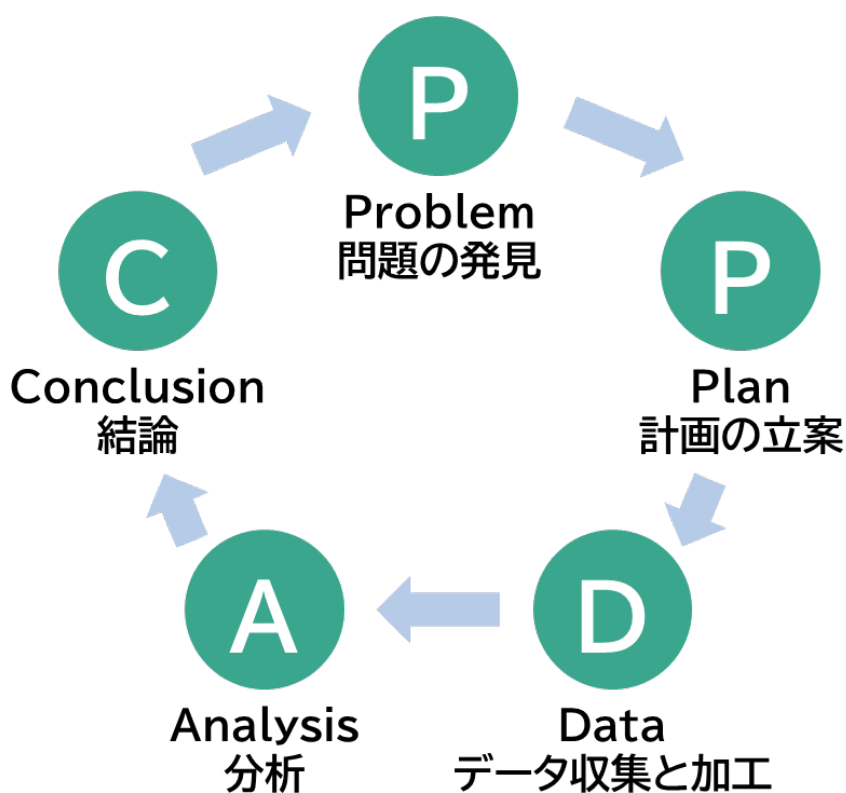 P
Problem
問題の発見
P
Plan
計画の立案
D
Data
データ収集と加工
A
Analysis
分析
C
Conclusion
結論